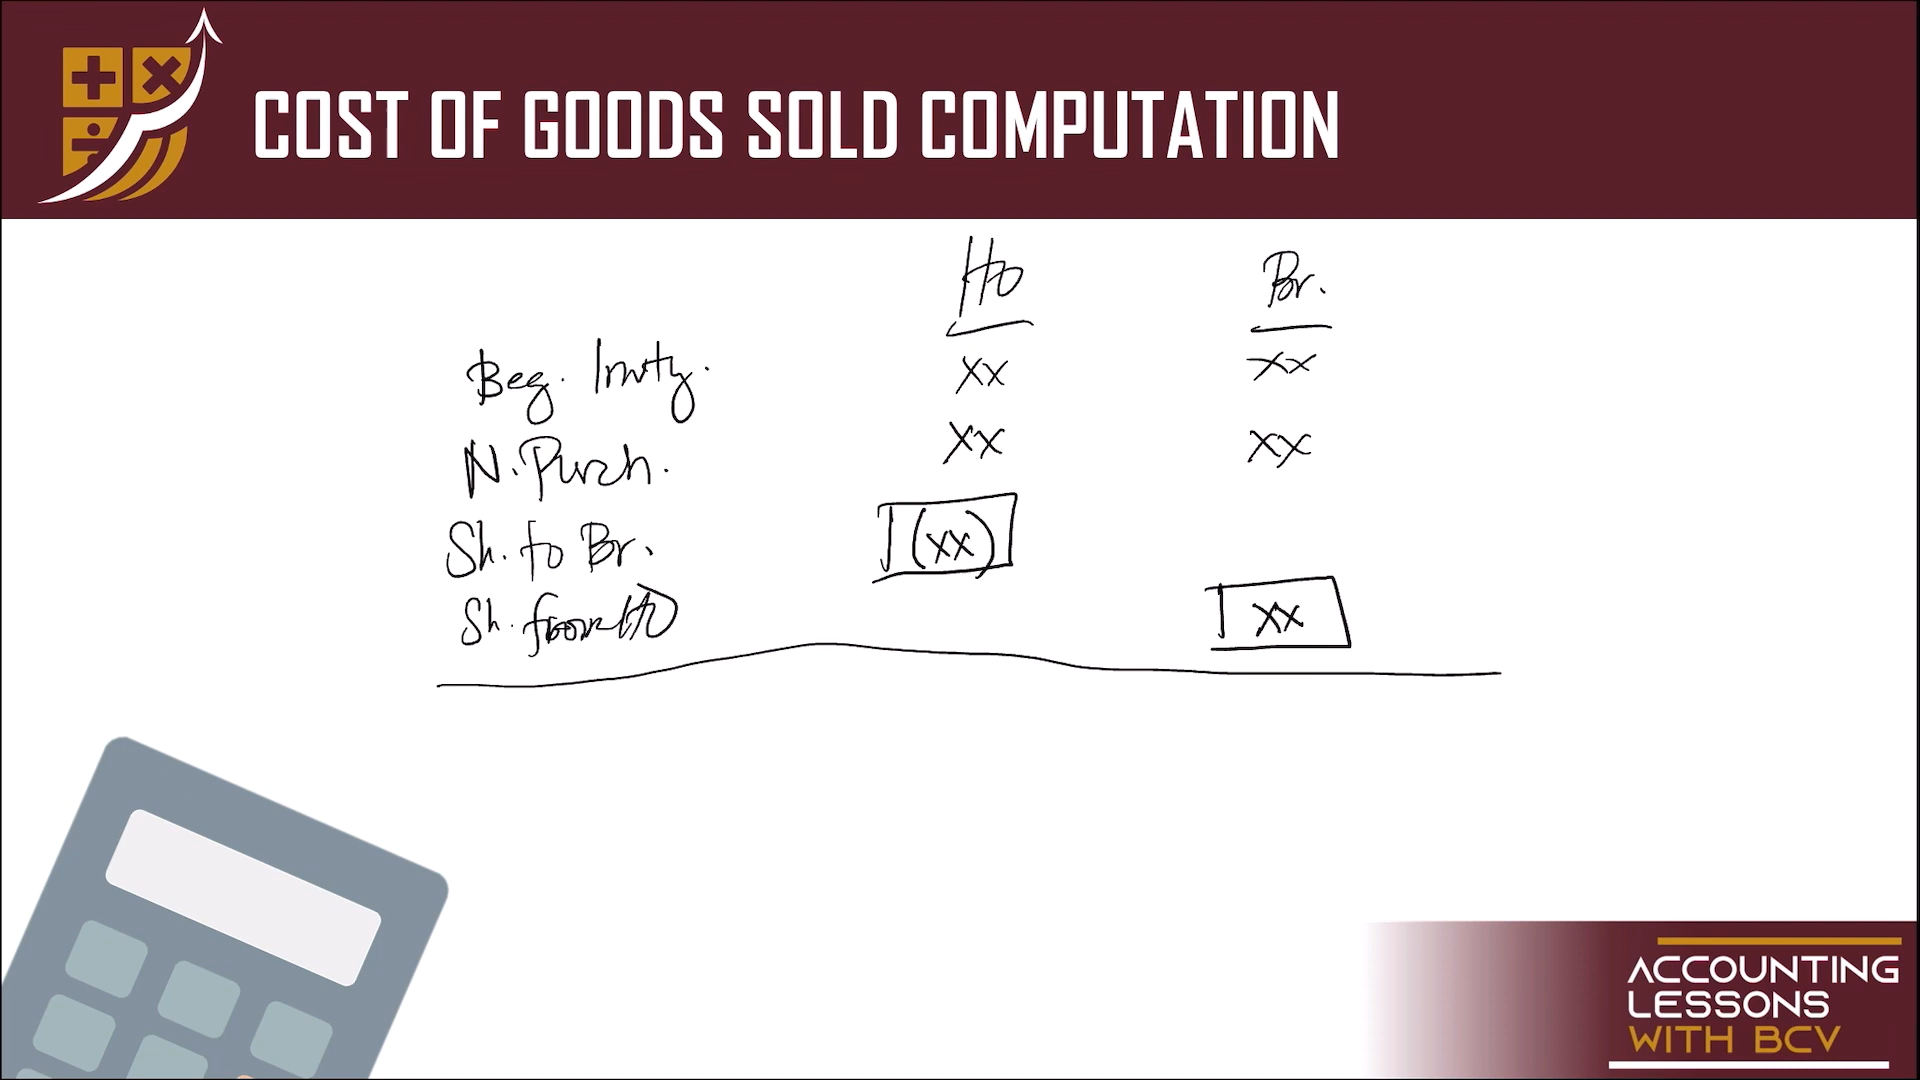 COST OF GOODS SOLD COMPUTATION
HO Br.
Beg. Invty. XX XX
N. Purch. XX XX
Sh. to Br. (XX)
Sh. from HO XX
ACCOUNTING
LESSONS
WITH BCV